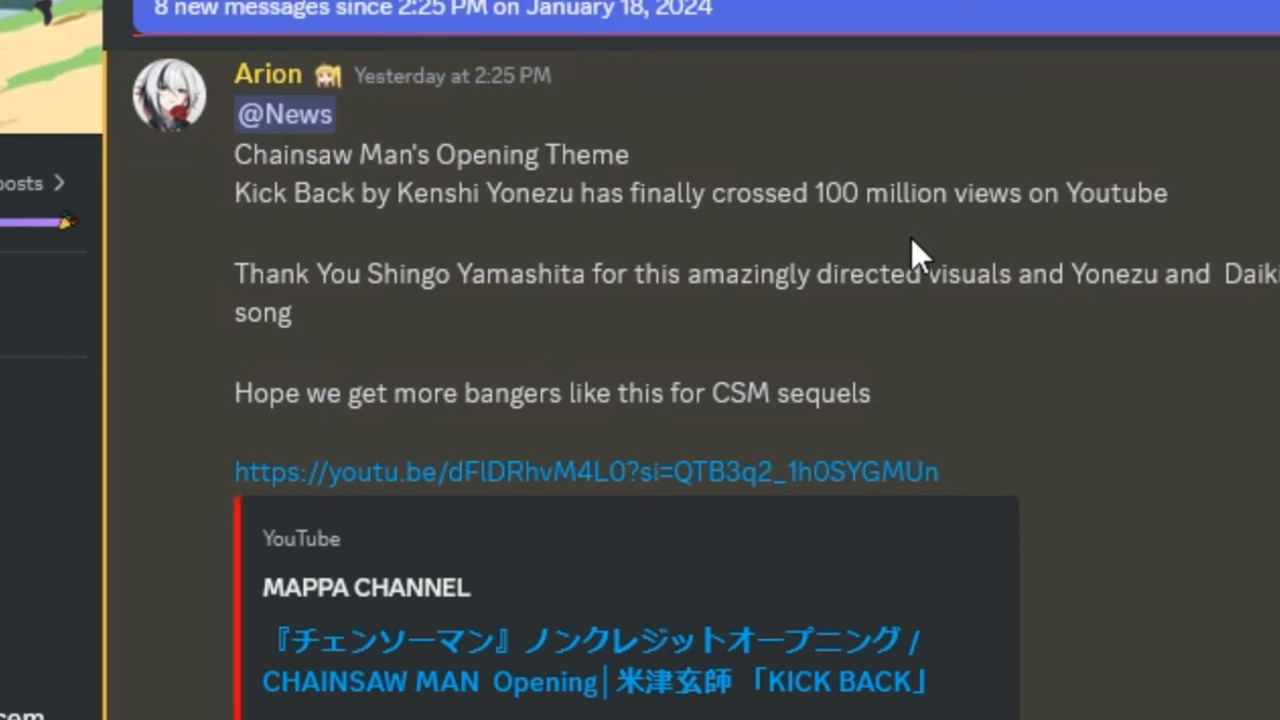 8 new messages since 2:25 PM on January 18, 2024
Arion Yesterday at 2:25 PM
@News
Chainsaw Man's Opening Theme
posts
Kick Back by Kenshi Yonezu has finally crossed 100 million views on Youtube
Thank You Shingo Yamashita for this amazingly directed visuals and Yonezu and Daiki
song
Hope we get more bangers like this for CSM sequels
https://youtu.be/dFlDRhvM4L0?si=QTB3q2_1h0SYGMUn
YouTube
MAPPA CHANNEL
『チェンソーマン』ノンクレジットオープニング /
CHAINSAW MAN Opening│米津玄師 「KICK BACK」